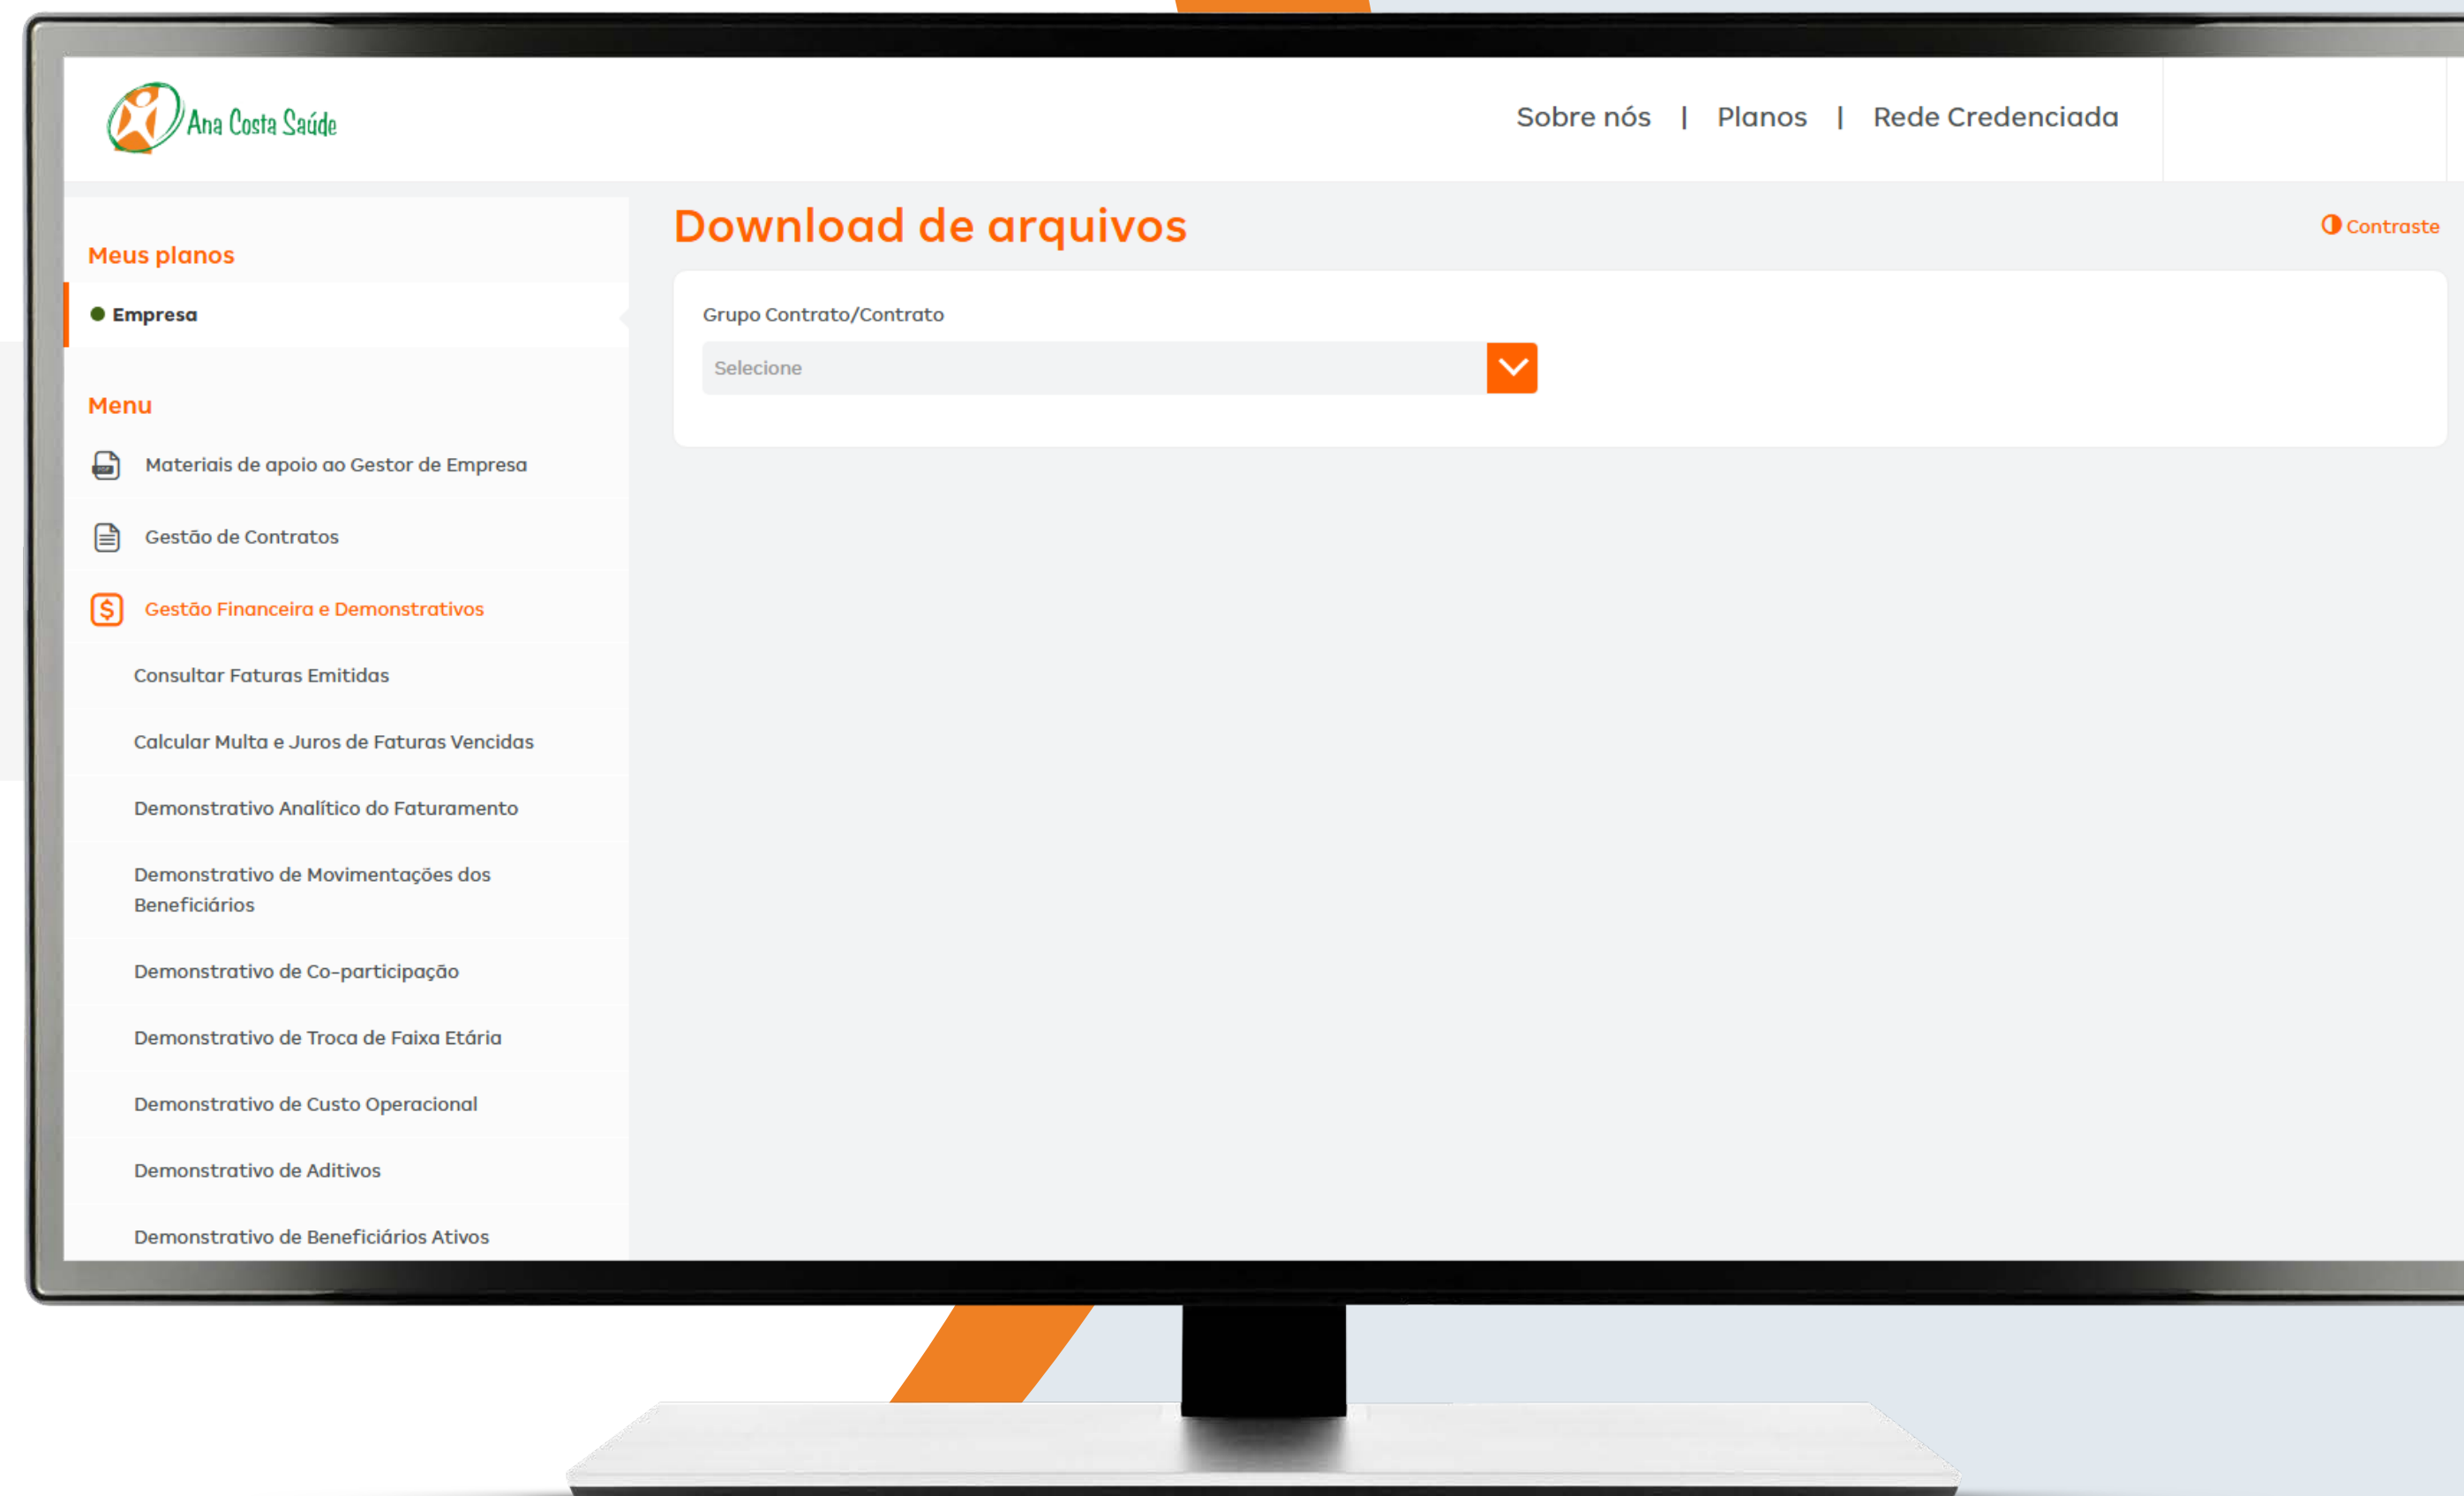 Ana Costa Saúde
Sobre nós | Planos | Rede Credenciada
Download de arquivos
Contraste
Meus planos
Empresa
Grupo Contrato/Contrato
Selecione
Menu
PDF
Materiais de apoio ao Gestor de Empresa
Gestão de Contratos
$
Gestão Financeira e Demonstrativos
Consultar Faturas Emitidas
Calcular Multa e Juros de Faturas Vencidas
Demonstrativo Analítico do Faturamento
Demonstrativo de Movimentações dos
Beneficiários
Demonstrativo de Co-participação
Demonstrativo de Troca de Faixa Etária
Demonstrativo de Custo Operacional
Demonstrativo de Aditivos
Demonstrativo de Beneficiários Ativos